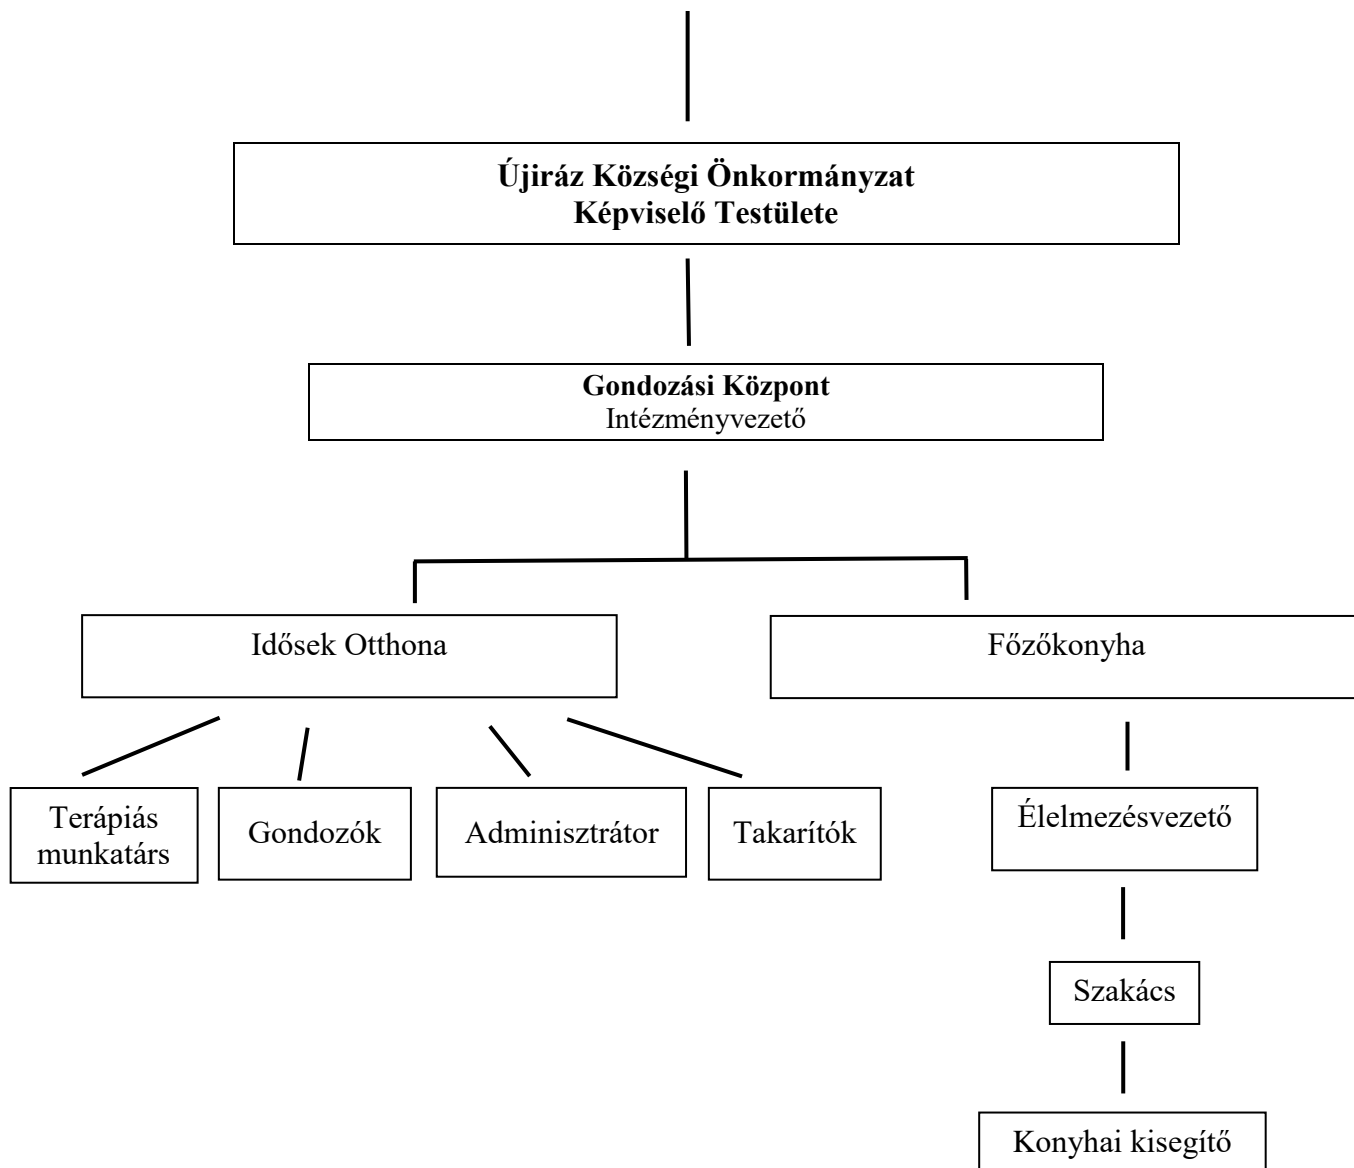 Újiráz Községi Önkormányzat
Képviselő Testülete
Gondozási Központ
Intézményvezető
Idősek Otthona
Főzőkonyha
Terápiás
munkatárs
Gondozók
Adminisztrátor
Takarítók
Élelmezésvezető
Szakács
Konyhai kisegítő